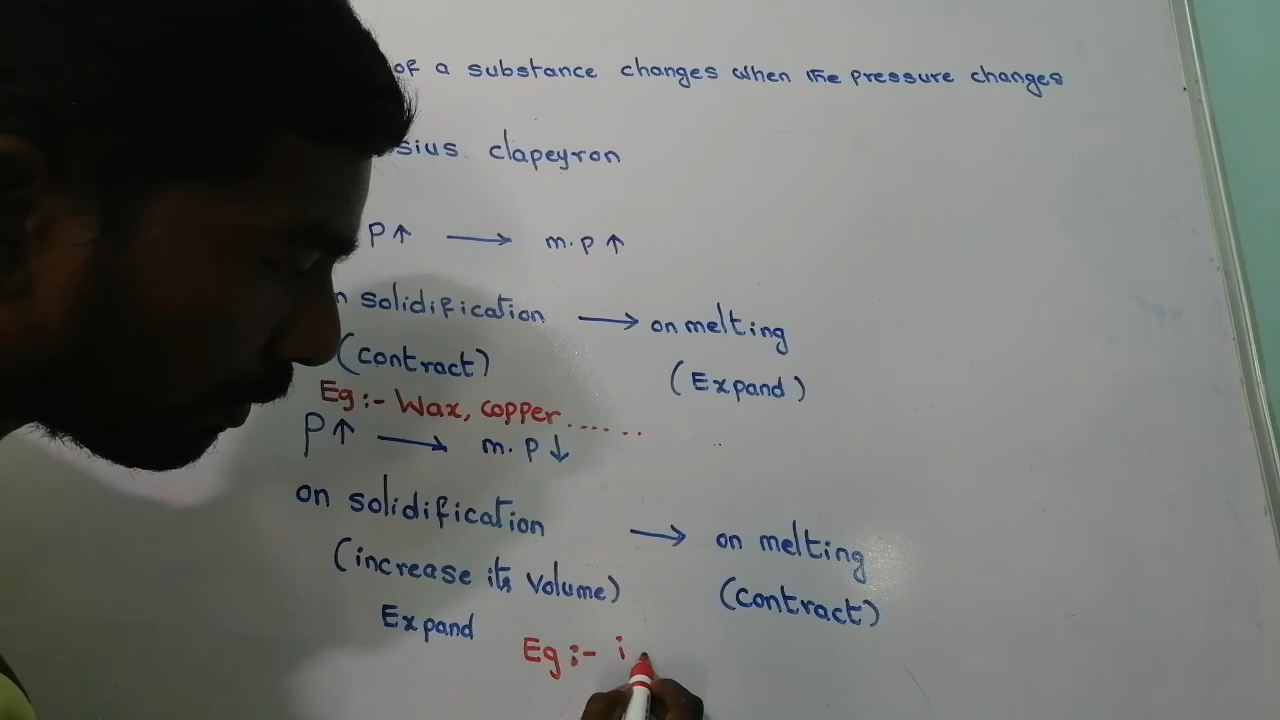 of a substance changes when the pressure changes
clapeyron
P↑ → m.p ↑
solidification → on melting
(contract) (Expand)
Eg :- Wax, copper......
P↑ → m.p ↓
on solidification → on melting
(increase its volume) (contract)
Expand Eg :- i